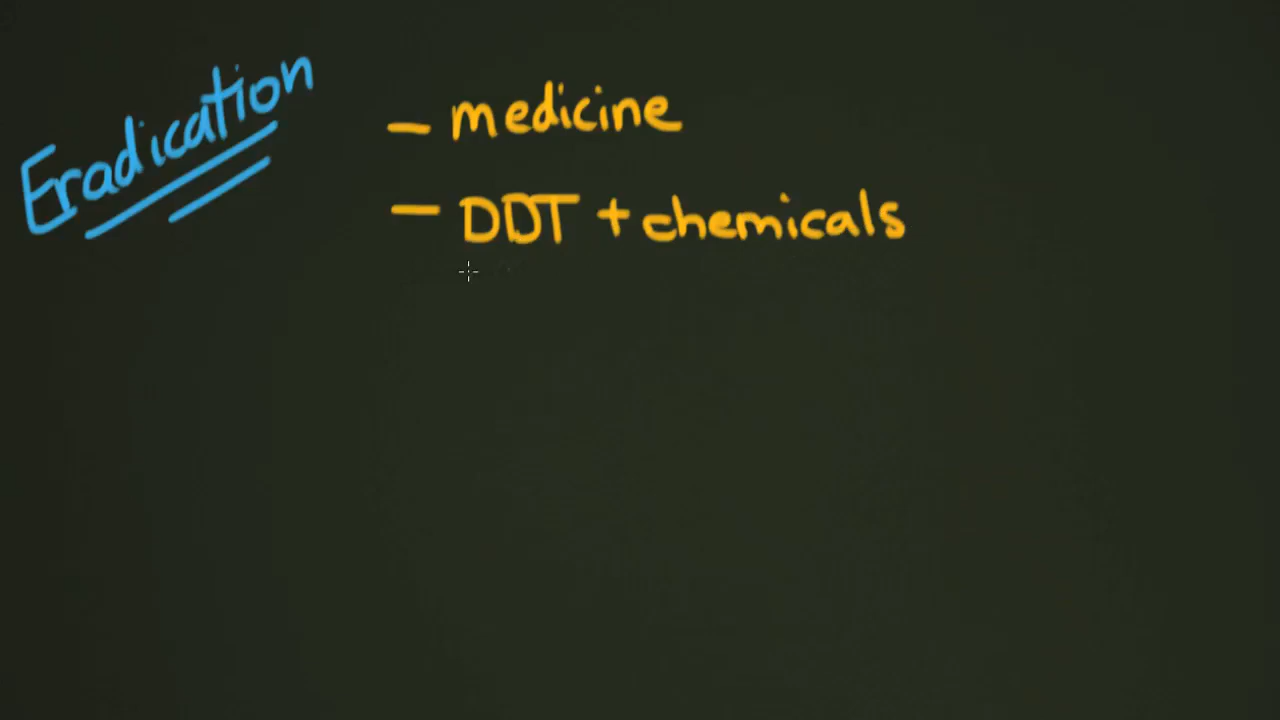 Eradication
- medicine
- DDT + chemicals